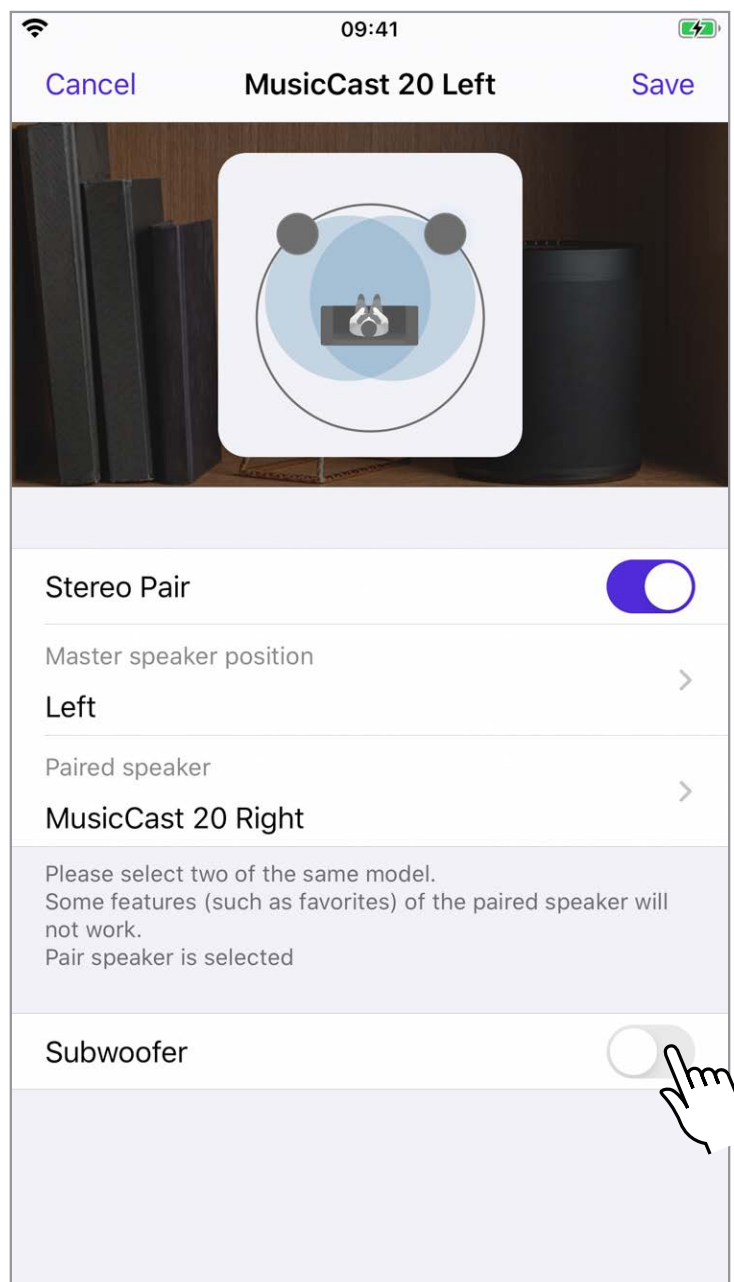 09:41
Cancel MusicCast 20 Left Save
Stereo Pair
Master speaker position
Left
Paired speaker
MusicCast 20 Right
Please select two of the same model.
Some features (such as favorites) of the paired speaker will
not work.
Pair speaker is selected
Subwoofer